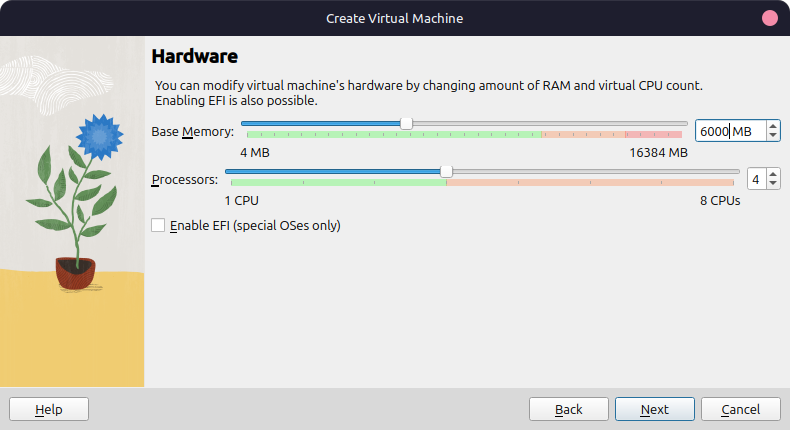 Create Virtual Machine
Hardware
You can modify virtual machine's hardware by changing amount of RAM and virtual CPU count.
Enabling EFI is also possible.
Base Memory: 6000 MB
4 MB 16384 MB
Processors: 4
1 CPU 8 CPUs
Enable EFI (special OSes only)
Help Back Next Cancel